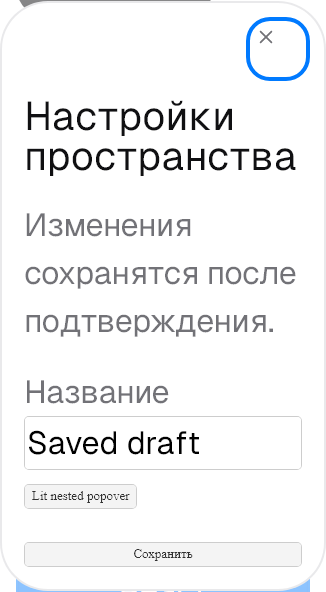 Настройки
пространства
Изменения
сохранятся после
подтверждения.
Название
Saved draft
Lit nested popover
Сохранить